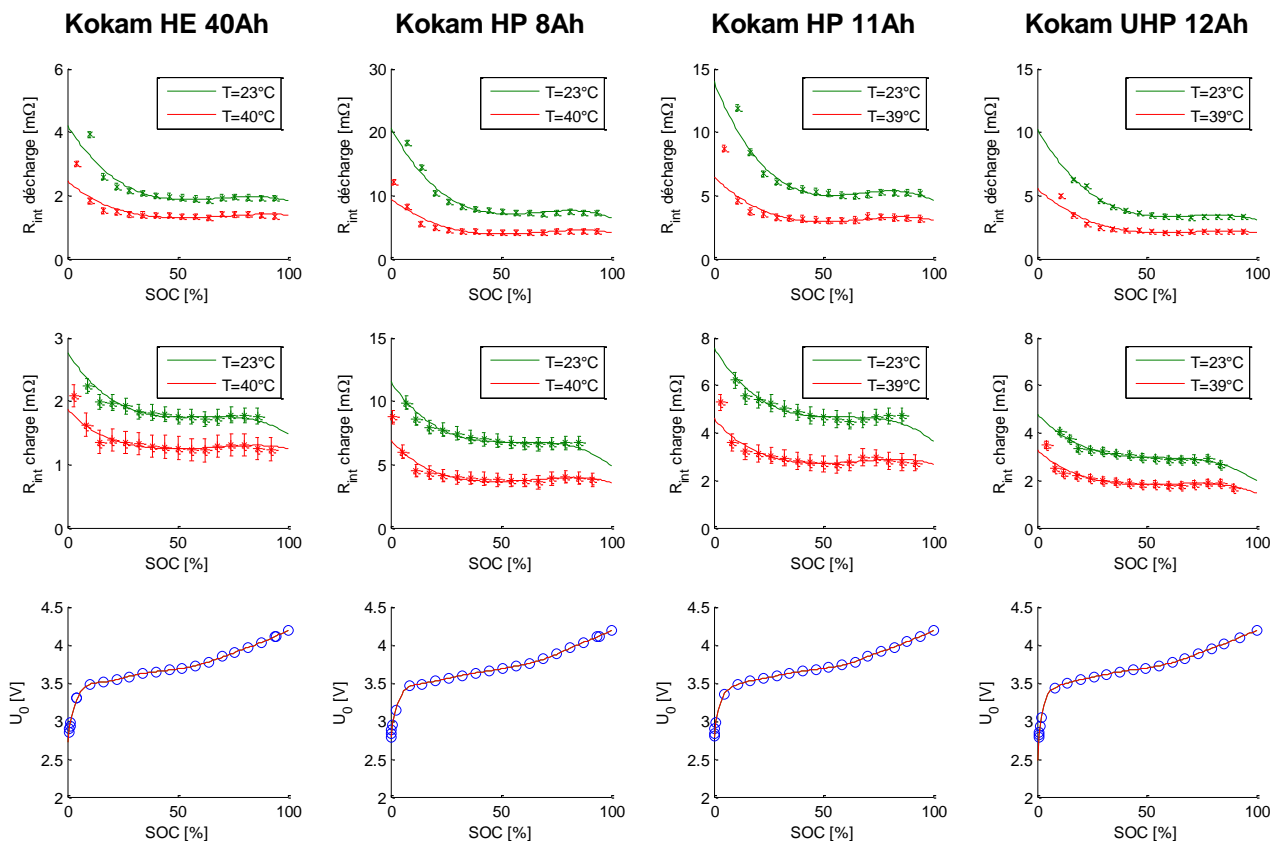 Kokam HE 40Ah
Kokam HP 8Ah
Kokam HP 11Ah
Kokam UHP 12Ah
R_int décharge [mΩ]
6
4
2
0
0 50 100
SOC [%]
T=23°C
T=40°C
R_int décharge [mΩ]
30
20
10
0
0 50 100
SOC [%]
T=23°C
T=40°C
R_int décharge [mΩ]
15
10
5
0
0 50 100
SOC [%]
T=23°C
T=39°C
R_int décharge [mΩ]
15
10
5
0
0 50 100
SOC [%]
T=23°C
T=39°C
R_int charge [mΩ]
3
2
1
0
0 50 100
SOC [%]
T=23°C
T=40°C
R_int charge [mΩ]
15
10
5
0
0 50 100
SOC [%]
T=23°C
T=40°C
R_int charge [mΩ]
8
6
4
2
0
0 50 100
SOC [%]
T=23°C
T=39°C
R_int charge [mΩ]
8
6
4
2
0
0 50 100
SOC [%]
T=23°C
T=39°C
U_0 [V]
4.5
4
3.5
3
2.5
2
0 50 100
SOC [%]
U_0 [V]
4.5
4
3.5
3
2.5
2
0 50 100
SOC [%]
U_0 [V]
4.5
4
3.5
3
2.5
2
0 50 100
SOC [%]
U_0 [V]
4.5
4
3.5
3
2.5
2
0 50 100
SOC [%]